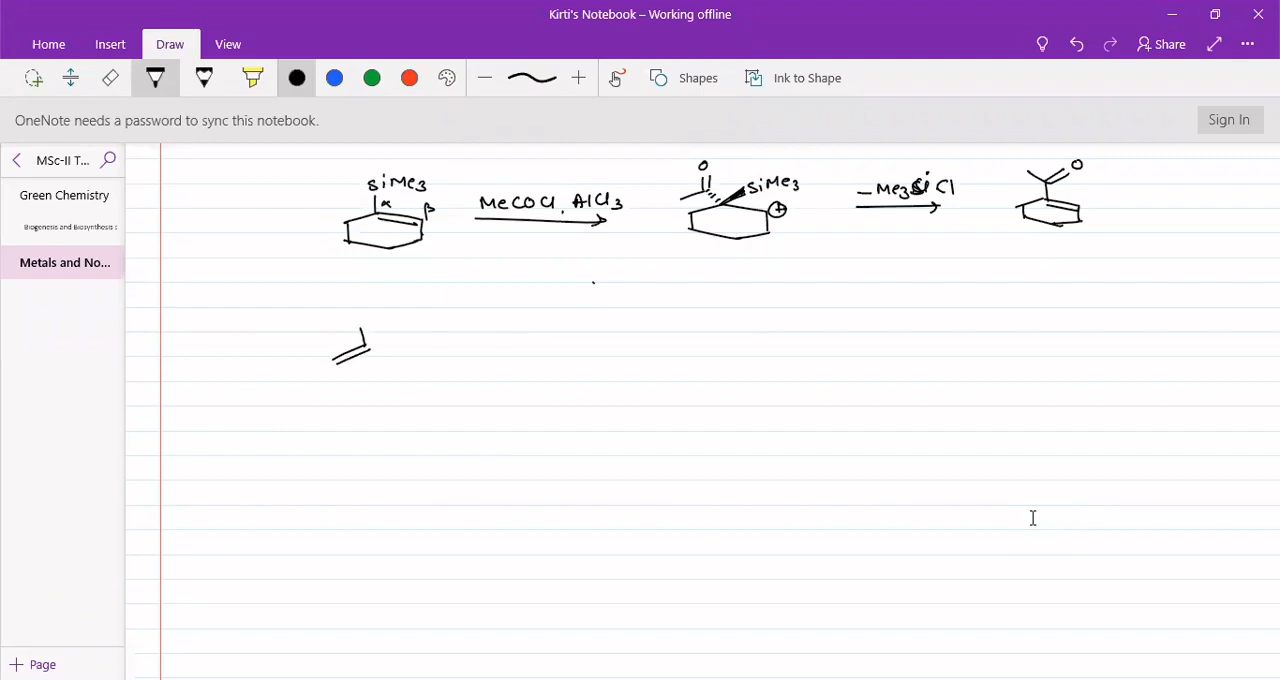 Kirti's Notebook – Working offline
Home Insert Draw View
Share
Shapes Ink to Shape
OneNote needs a password to sync this notebook.
Sign In
MSc-II T...
Green Chemistry
Biogenesis and Biosynthesis :
Metals and No...
SiMe3
α
β
MeCOCl, AlCl3
O
SiMe3
+
– Me3SiCl
O
+ Page